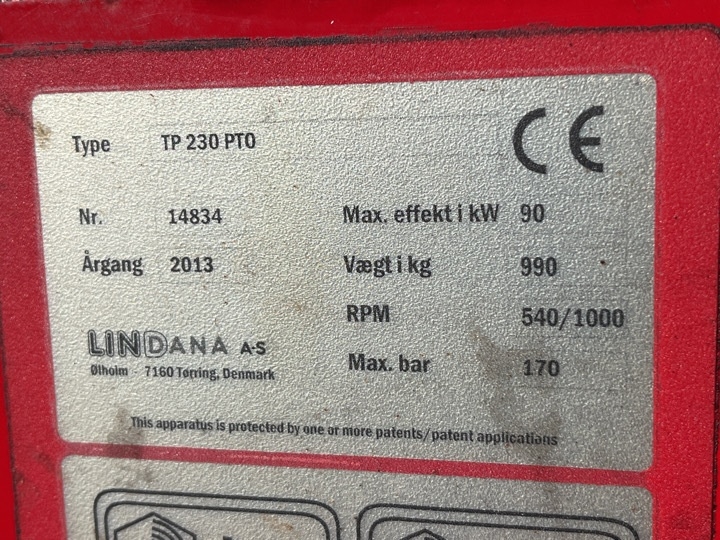 Type TP 230 PTO CE
Nr. 14834 Max. effekt i kW 90
Årgang 2013 Vægt i kg 990
RPM 540/1000
LINDANA A-S Max. bar 170
Ølholm 7160 Tørring, Denmark
This apparatus is protected by one or more patents/patent applications